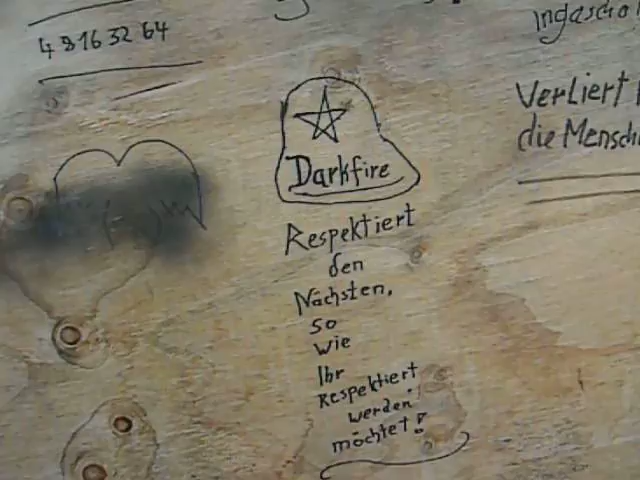 4 8 16 32 64
Darkfire
Respektiert
den
Nächsten,
so
wie
Ihr
Respektiert
werden
möchtet!
Verliert
die Mensch